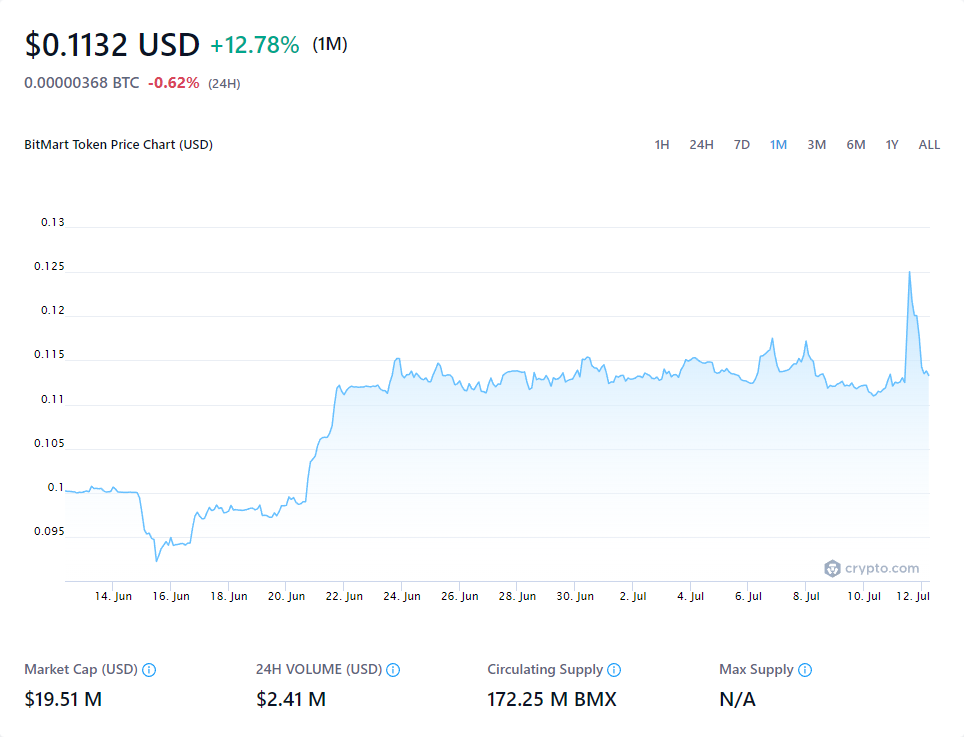 $0.1132 USD +12.78% (1M)
0.00000368 BTC -0.62% (24H)
BitMart Token Price Chart (USD) 1H 24H 7D 1M 3M 6M 1Y ALL
0.13
0.125
0.12
0.115
0.11
0.105
0.1
0.095
crypto.com
14. Jun 16. Jun 18. Jun 20. Jun 22. Jun 24. Jun 26. Jun 28. Jun 30. Jun 2. Jul 4. Jul 6. Jul 8. Jul 10. Jul 12. Jul
Market Cap (USD) 24H VOLUME (USD) Circulating Supply Max Supply
$19.51 M $2.41 M 172.25 M BMX N/A